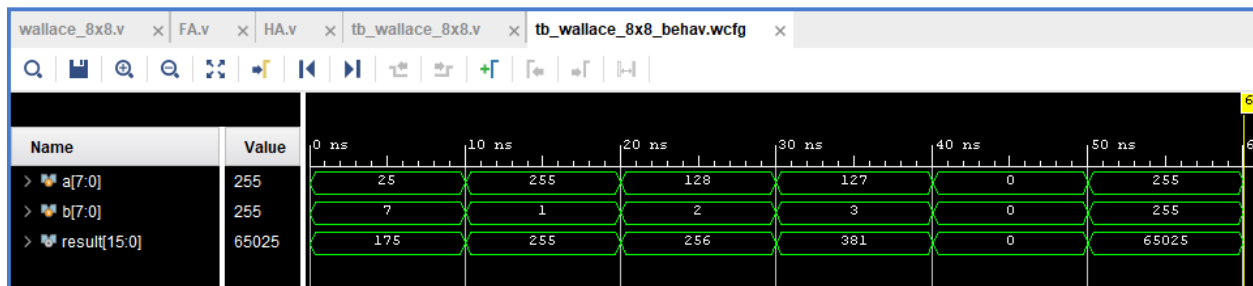 wallace_8x8.v × FA.v × HA.v × tb_wallace_8x8.v × tb_wallace_8x8_behav.wcfg ×
6
Name Value 0 ns 10 ns 20 ns 30 ns 40 ns 50 ns 6
> a[7:0] 255 25 255 128 127 0 255
> b[7:0] 255 7 1 2 3 0 255
> result[15:0] 65025 175 255 256 381 0 65025